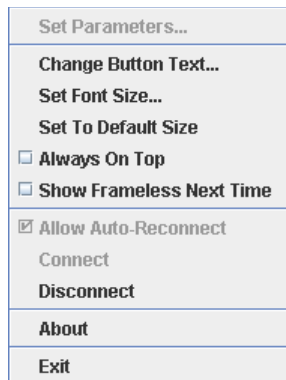 Set Parameters...
Change Button Text...
Set Font Size...
Set To Default Size
Always On Top
Show Frameless Next Time
Allow Auto-Reconnect
Connect
Disconnect
About
Exit